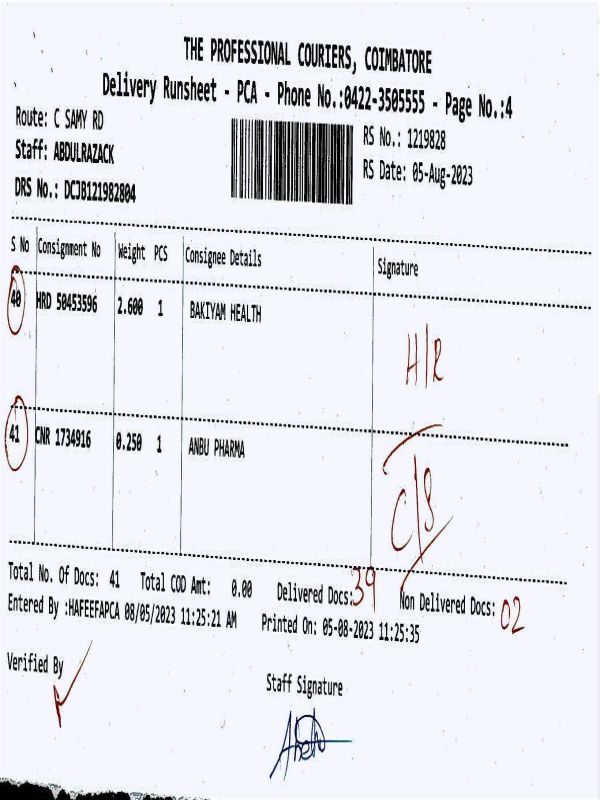 THE PROFESSIONAL COURIERS, COIMBATORE
Delivery Runsheet - PCA - Phone No.:0422-3505555 - Page No.:4
Route: C SAMY RD
RS No.: 1219828
Staff: ABDULRAZACK
RS Date: 05-Aug-2023
DRS No.: DCJB121982804
S No Consignment No Weight PCS Consignee Details Signature
40 HRD 50453596 2.600 1 BAKIYAM HEALTH H/R
41 CNR 1734916 0.250 1 ANBU PHARMA C/S
Total No. Of Docs: 41 Total COD Amt: 0.00 Delivered Docs: 39 Non Delivered Docs: 02
Entered By :HAFEEFAPCA 08/05/2023 11:25:21 AM Printed On: 05-08-2023 11:25:35
Verified By
Staff Signature